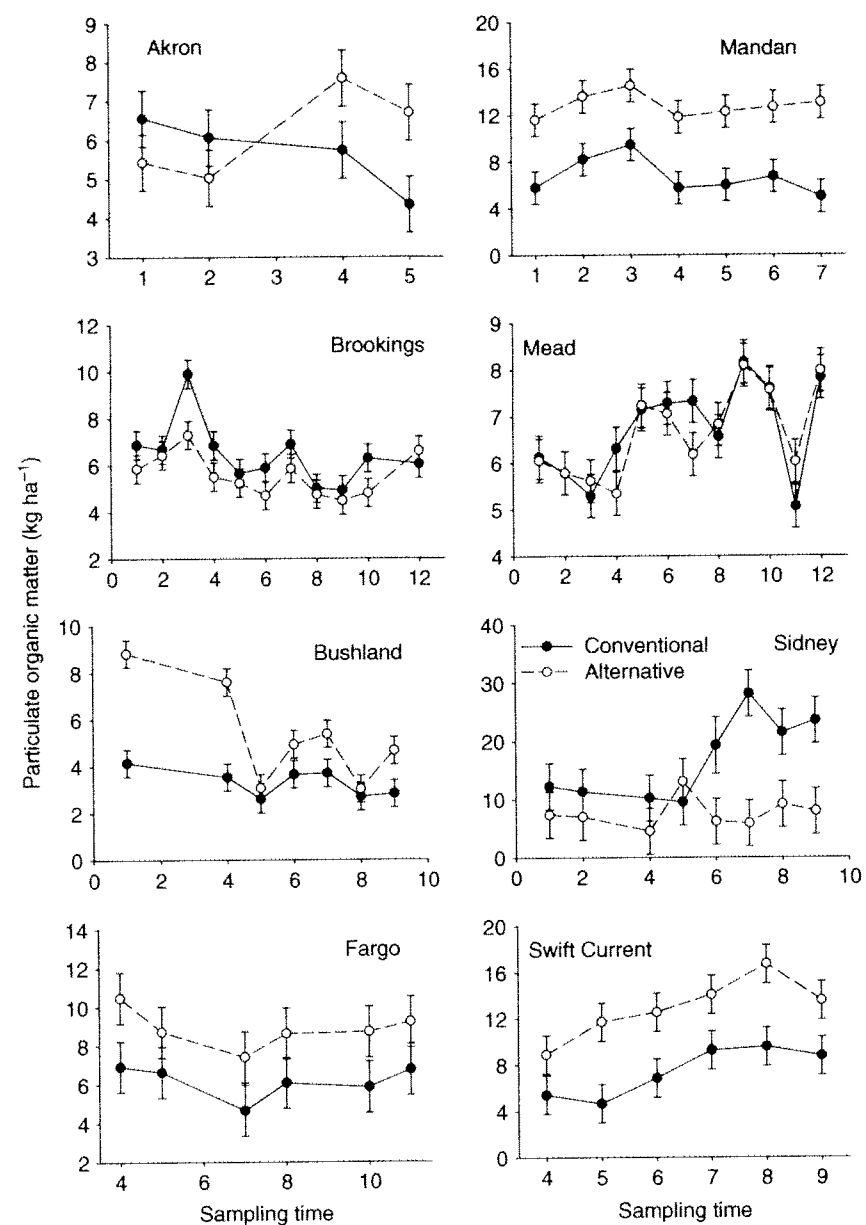 Particulate organic matter (kg ha⁻¹)
Akron
9
8
7
6
5
4
3
1 2 3 4 5
Mandan
20
16
12
8
4
0
1 2 3 4 5 6 7
Brookings
12
10
8
6
4
2
0 2 4 6 8 10 12
Mead
9
8
7
6
5
4
0 2 4 6 8 10 12
Bushland
10
8
6
4
2
0
0 2 4 6 8 10
Conventional
Alternative
Sidney
40
30
20
10
0
0 2 4 6 8 10
Fargo
14
12
10
8
6
4
2
4 6 8 10
Sampling time
Swift Current
20
16
12
8
4
0
4 5 6 7 8 9
Sampling time